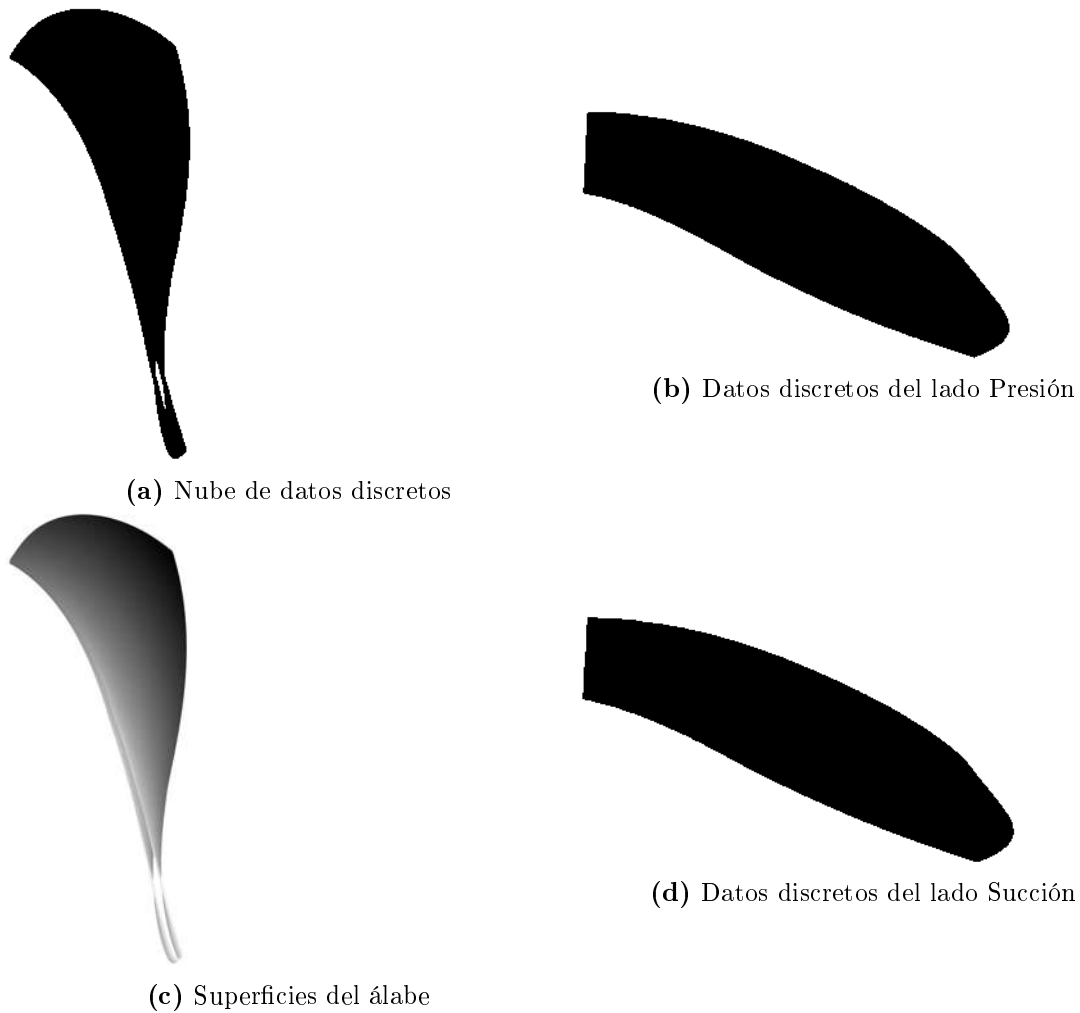 (b) Datos discretos del lado Presión
(a) Nube de datos discretos
(d) Datos discretos del lado Succión
(c) Superficies del álabe